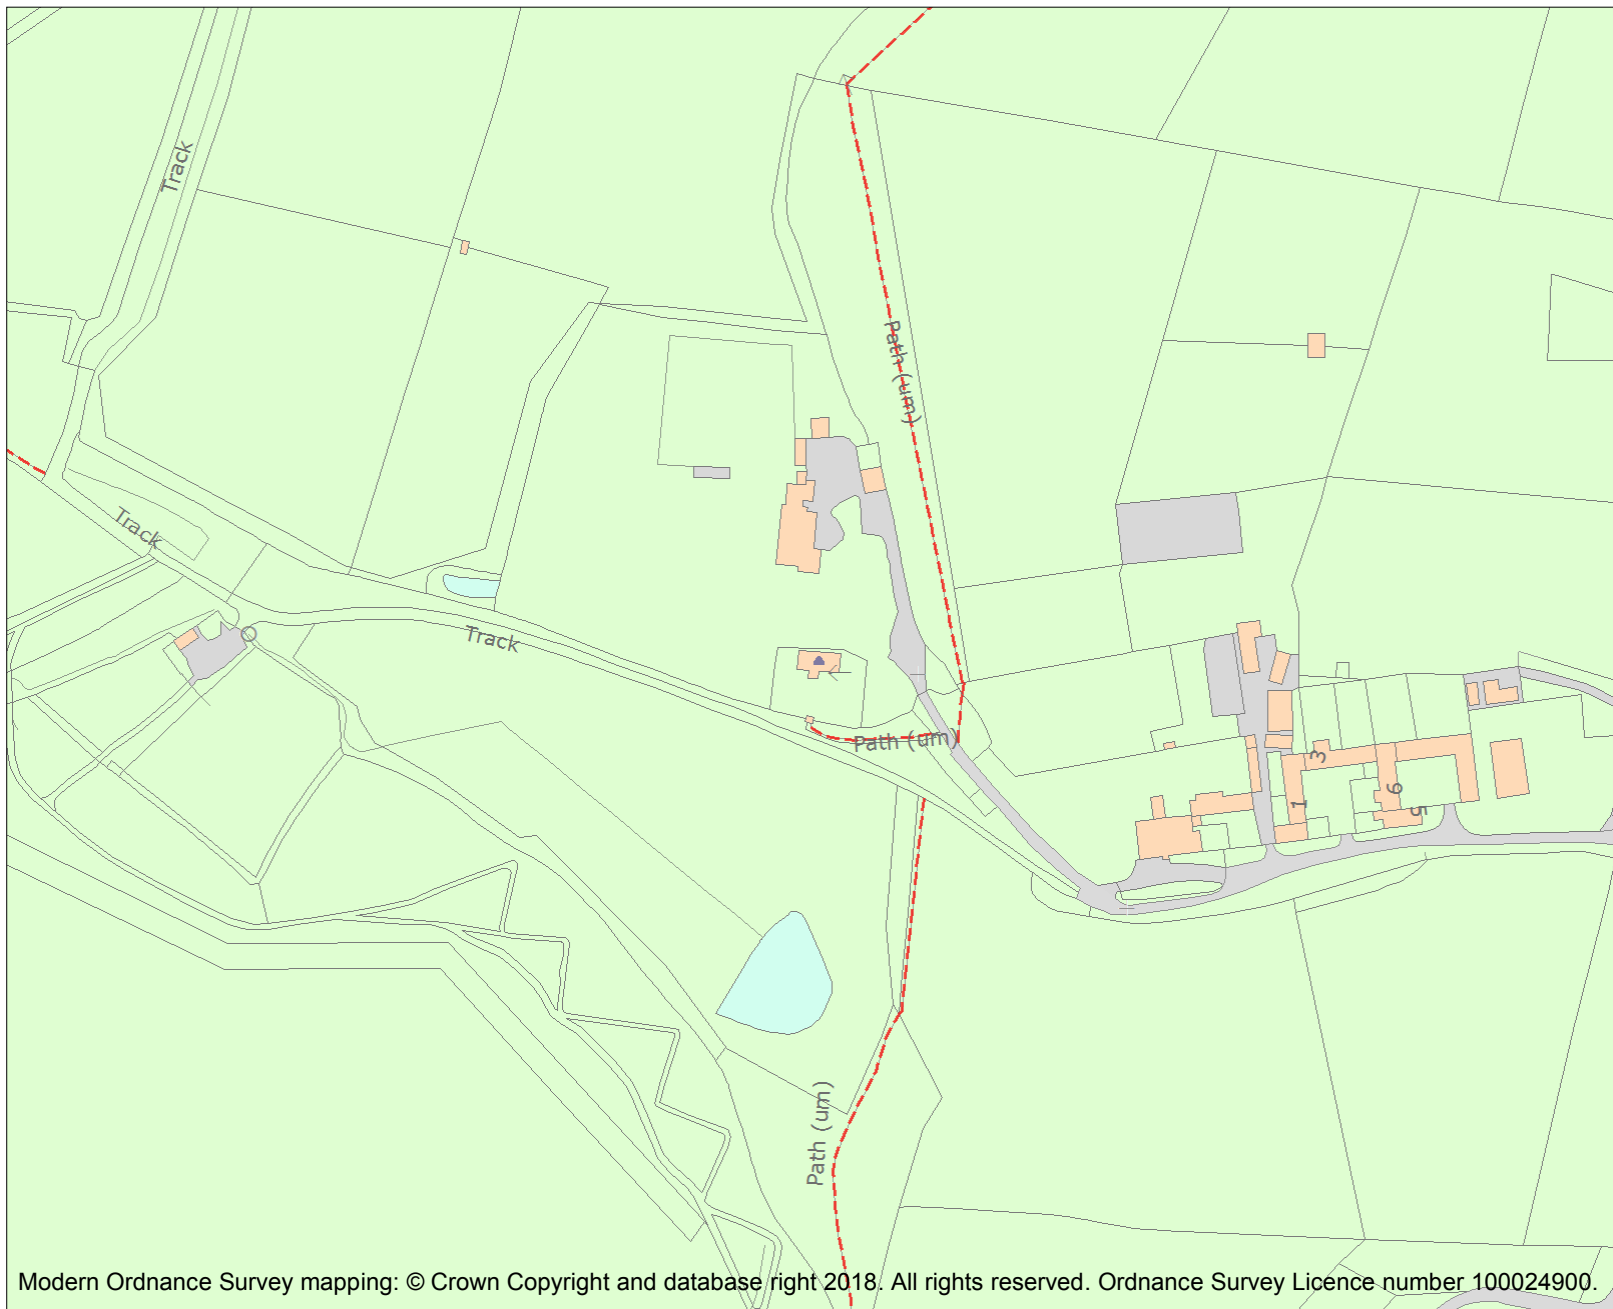 Track
Path (um)
Track
Track
Path (um)
3
6
1
5
Path (um)
Modern Ordnance Survey mapping: © Crown Copyright and database right 2018. All rights reserved. Ordnance Survey Licence number 100024900.